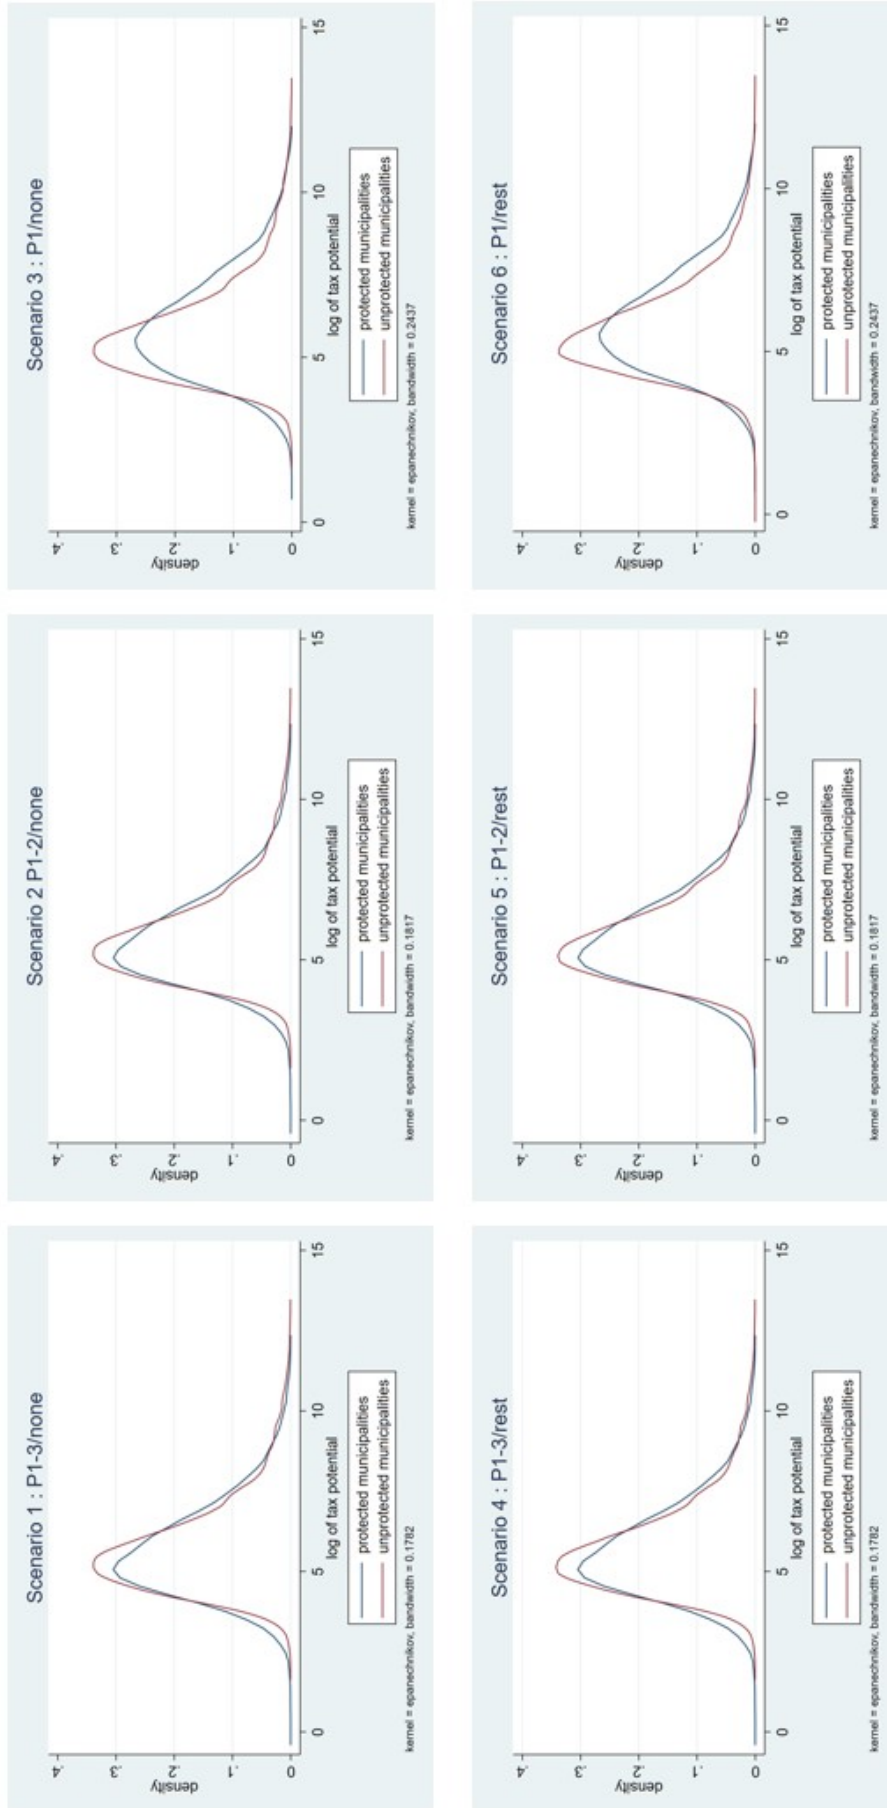 Scenario 1 : P1-3/none
density
0 .1 .2 .3 .4
0 5 10 15
log of tax potential
protected municipalities
unprotected municipalities
kernel = epanechnikov, bandwidth = 0.1782
Scenario 2 P1-2/none
density
0 .1 .2 .3 .4
0 5 10 15
log of tax potential
protected municipalities
unprotected municipalities
kernel = epanechnikov, bandwidth = 0.1817
Scenario 3 : P1/none
density
0 .1 .2 .3 .4
0 5 10 15
log of tax potential
protected municipalities
unprotected municipalities
kernel = epanechnikov, bandwidth = 0.2437
Scenario 4 : P1-3/rest
density
0 .1 .2 .3 .4
0 5 10 15
log of tax potential
protected municipalities
unprotected municipalities
kernel = epanechnikov, bandwidth = 0.1782
Scenario 5 : P1-2/rest
density
0 .1 .2 .3 .4
0 5 10 15
log of tax potential
protected municipalities
unprotected municipalities
kernel = epanechnikov, bandwidth = 0.1817
Scenario 6 : P1/rest
density
0 .1 .2 .3 .4
0 5 10 15
log of tax potential
protected municipalities
unprotected municipalities
kernel = epanechnikov, bandwidth = 0.2437